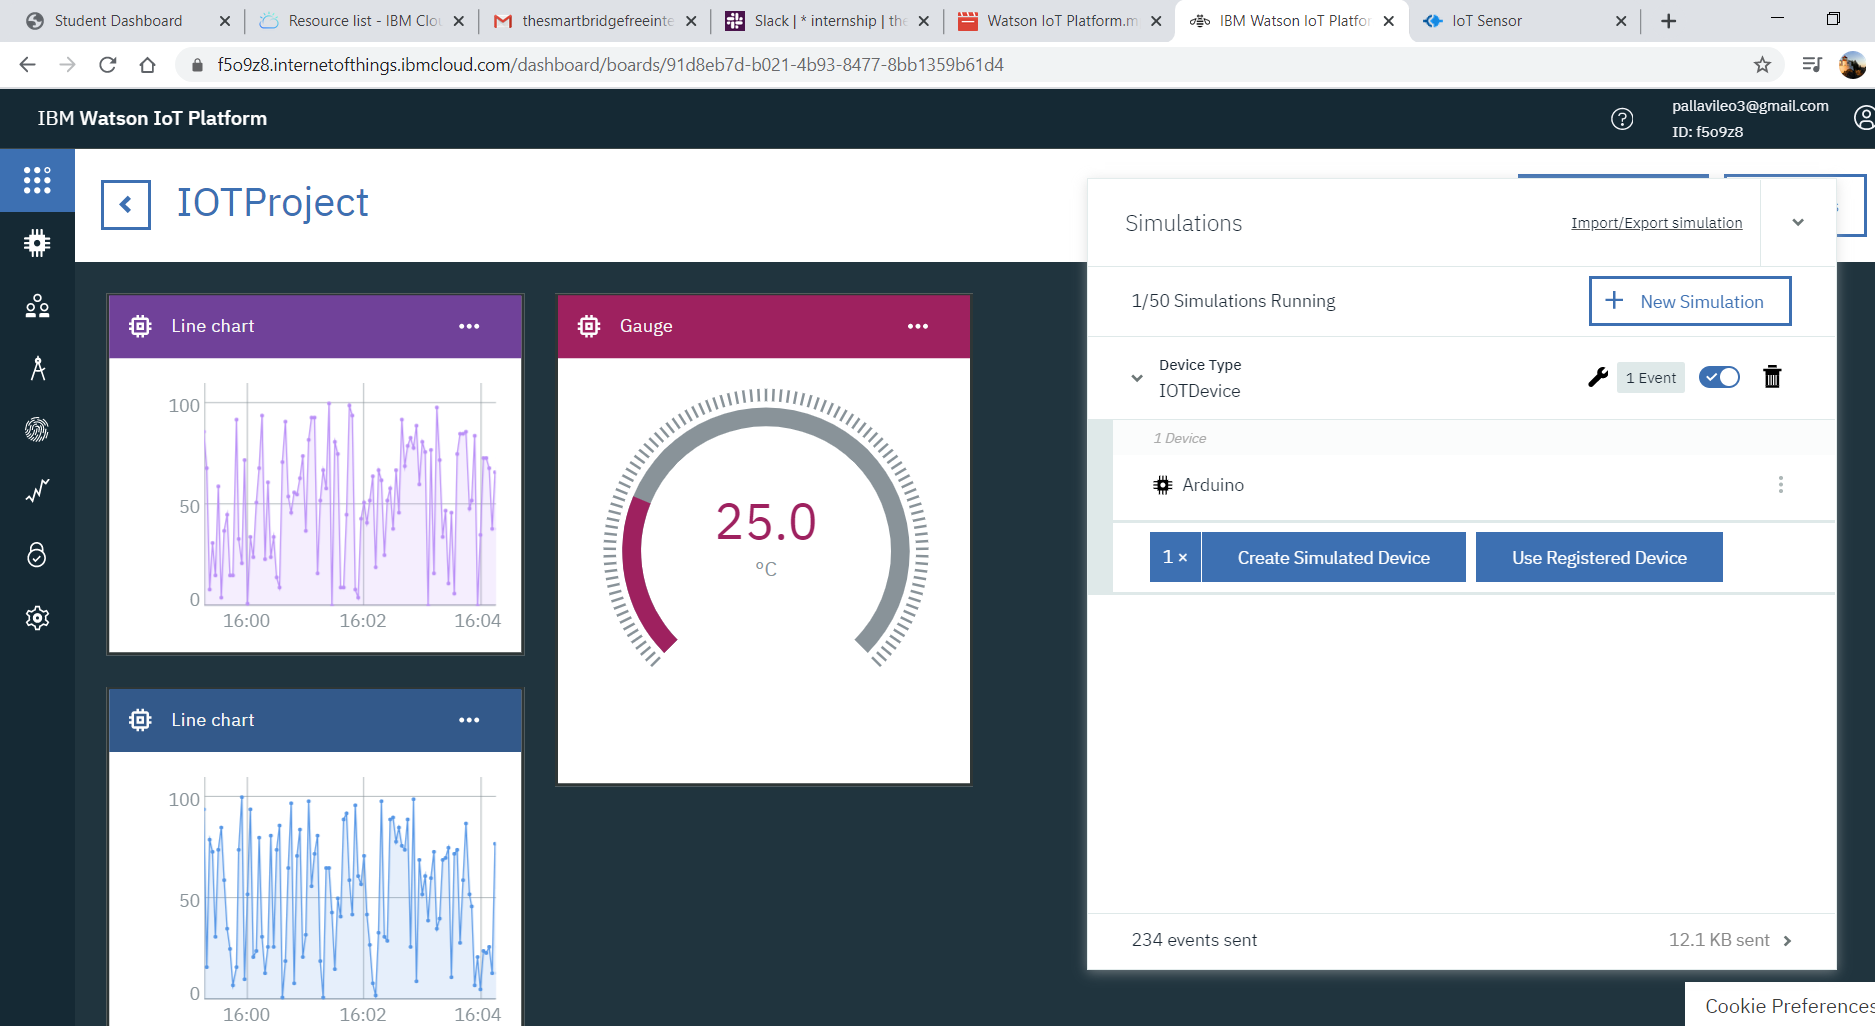 Student Dashboard
Resource list - IBM Clou
thesmartbridgefreeinte
Slack | * internship | the
Watson IoT Platform.m
IBM Watson IoT Platfor
IoT Sensor
f5o9z8.internetofthings.ibmcloud.com/dashboard/boards/91d8eb7d-b021-4b93-8477-8bb1359b61d4
IBM Watson IoT Platform
pallavileo3@gmail.com
ID: f5o9z8
IOTProject
Line chart
100
50
0
16:00 16:02 16:04
Gauge
25.0
°C
Line chart
100
50
0
16:00 16:02 16:04
Simulations
Import/Export simulation
1/50 Simulations Running
New Simulation
Device Type
IOTDevice
1 Event
1 Device
Arduino
1 ×
Create Simulated Device
Use Registered Device
234 events sent
12.1 KB sent
Cookie Preferences